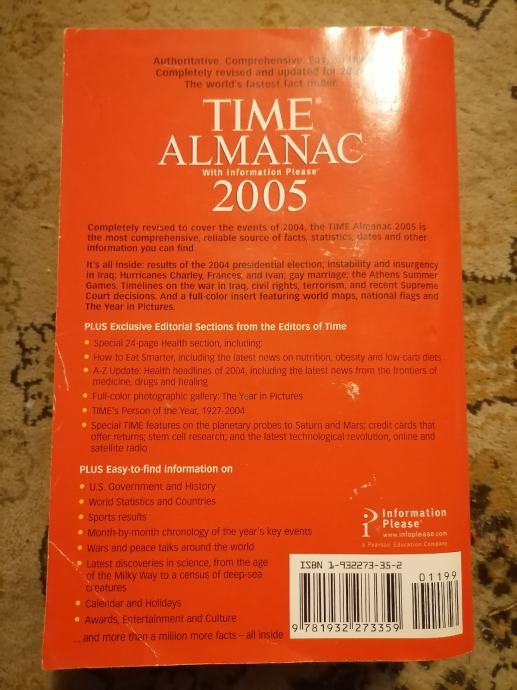 Authoritative. Comprehensive.
Completely revised and updated for
The world's fastest fact finder.
TIME®
ALMANAC
With Information Please®
2005
Completely revised to cover the events of 2004, the TIME Almanac 2005 is
the most comprehensive, reliable source of facts, statistics, dates and other
information you can find.
It's all inside: results of the 2004 presidential election; instability and insurgency
in Iraq; Hurricanes Charley, Frances, and Ivan; gay marriage; the Athens Summer
Games. Timelines on the war in Iraq, civil rights, terrorism, and recent Supreme
Court decisions. And a full-color insert featuring world maps, national flags and
The Year in Pictures.
PLUS Exclusive Editorial Sections from the Editors of Time
• Special 24-page Health section, including:
• How to Eat Smarter, including the latest news on nutrition, obesity and low-carb diets
• A-Z Update: Health headlines of 2004, including the latest news from the frontiers of
medicine, drugs and healing
• Full-color photographic gallery: The Year in Pictures
• TIME's Person of the Year, 1927-2004
• Special TIME features on the planetary probes to Saturn and Mars; credit cards that
offer returns; stem cell research; and the latest technological revolution, online and
satellite radio
PLUS Easy-to-find information on
• U.S. Government and History
• World Statistics and Countries
• Sports results
• Month-by-month chronology of the year's key events
• Wars and peace talks around the world
• Latest discoveries in science, from the age
of the Milky Way to a census of deep-sea
creatures
• Calendar and Holidays
• Awards, Entertainment and Culture
...and more than a million more facts – all inside
Information
Please®
www.infoplease.com
a Pearson Education Company
ISBN 1-932273-35-2
01199
9 781932 273359